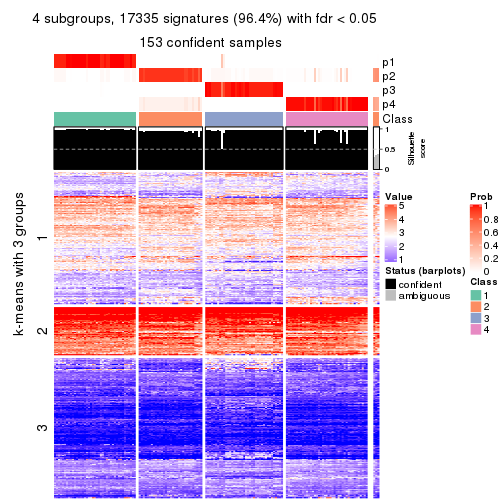 4 subgroups, 17335 signatures (96.4%) with fdr < 0.05
153 confident samples
p1
p2
p3
p4
Class
1
0.5
0
Silhouette
score
k-means with 3 groups
1
2
3
Value
5
4
3
2
1
Status (barplots)
confident
ambiguous
Prob
1
0.8
0.6
0.4
0.2
0
Class
1
2
3
4